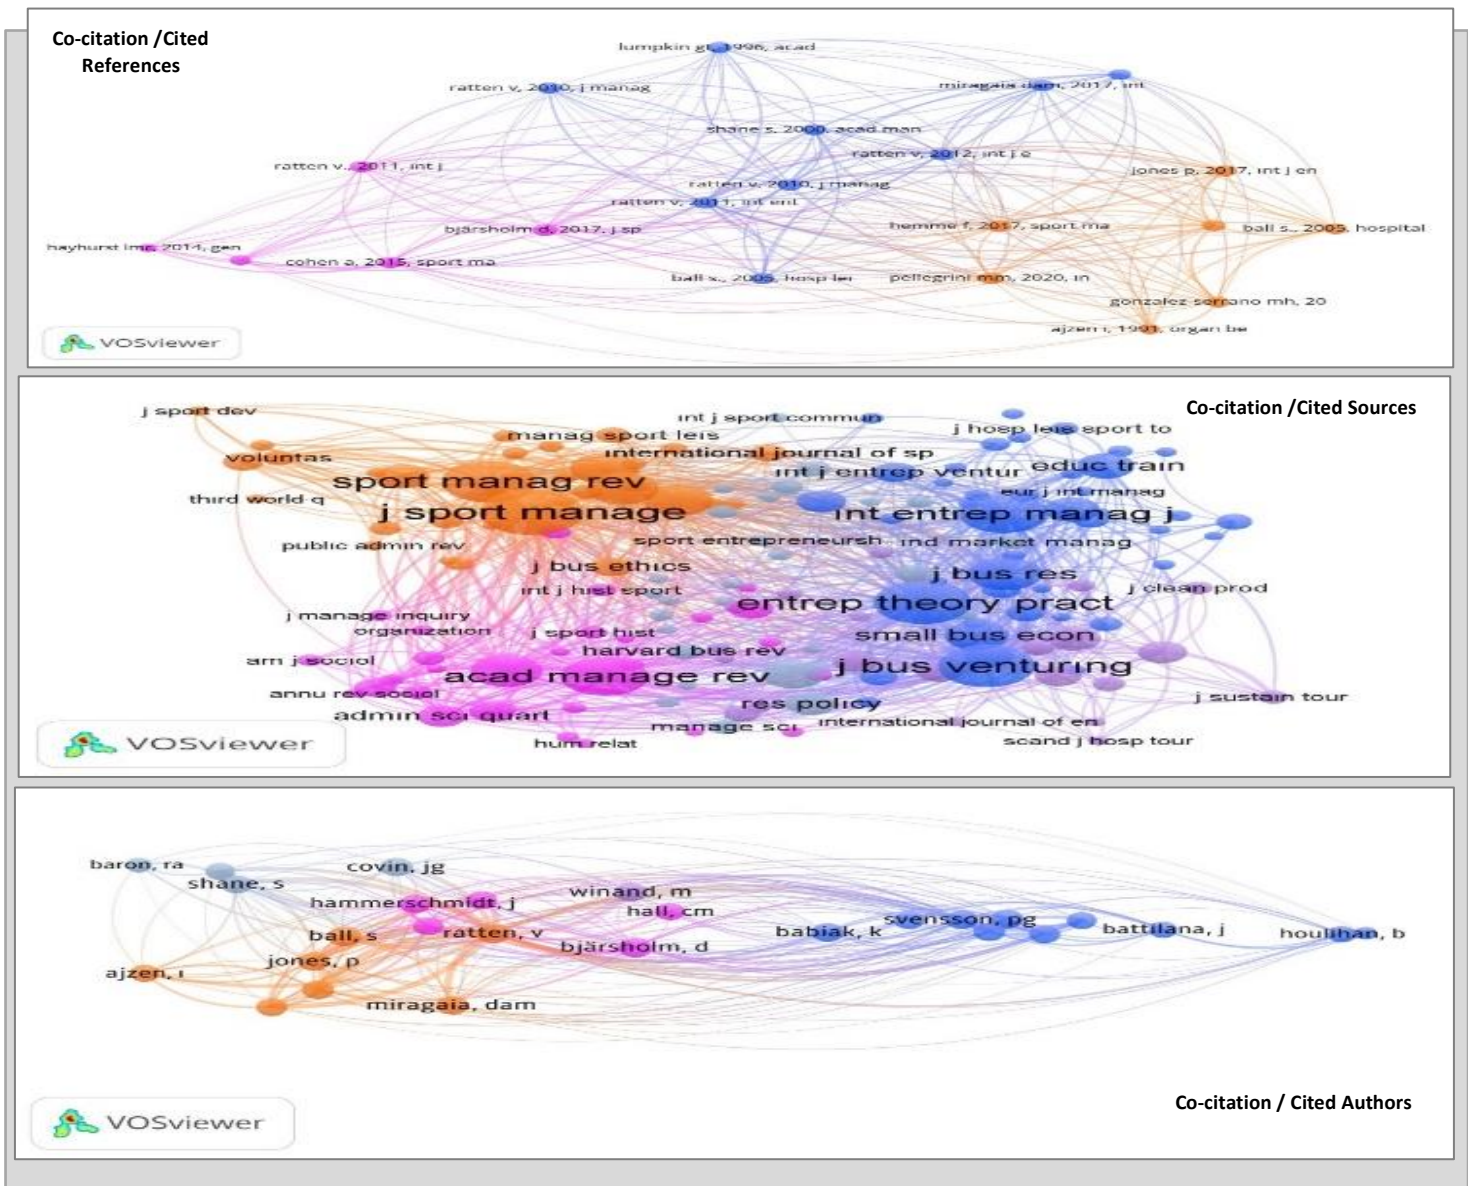 Co-citation /Cited
References
lumpkin gt, 1996, acad
ratten v, 2010, j manag
miragaia dam, 2017, int
shane s, 2000, acad man
ratten v, 2012, int j e
ratten v., 2011, int j
jones p, 2017, int j en
ratten v, 2010, j manag
ratten v, 2011, int ent
bjärsholm d, 2017, j sp
hemme f, 2017, sport ma
ball s., 2005, hospital
hayhurst lmc, 2014, gen
cohen a, 2015, sport ma
ball s., 2005, hosp lei
pellegrini mm, 2020, in
gonzalez-serrano mh, 20
ajzen i, 1991, organ be
VOSviewer
Co-citation /Cited Sources
j sport dev
int j sport commun
j hosp leis sport to
manag sport leis
international journal of sp
voluntas
int j entrep ventur
educ train
sport manag rev
eur j int manag
third world q
j sport manage
int entrep manag j
public admin rev
sport entrepreneursh
ind market manag
j bus ethics
j bus res
int j hist sport
j clean prod
entrep theory pract
j manage inquiry
organization
j sport hist
small bus econ
harvard bus rev
am j sociol
acad manage rev
j bus venturing
annu rev sociol
j sustain tour
res policy
admin sci quart
manage sci
international journal of en
hum relat
scand j hosp tour
VOSviewer
baron, ra
covin, jg
shane, s
winand, m
hammerschmidt, j
hall, cm
svensson, pg
ball, s
ratten, v
babiak, k
battilana, j
houlihan, b
bjärsholm, d
jones, p
ajzen, i
miragaia, dam
Co-citation / Cited Authors
VOSviewer